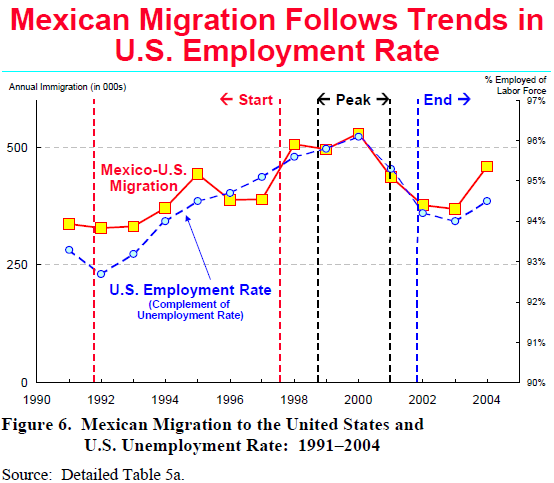 Mexican Migration Follows Trends in
U.S. Employment Rate
Annual Immigration (in 000s)
% Employed of
Labor Force
← Start
← Peak →
End →
97%
96%
95%
94%
93%
92%
91%
90%
500
250
0
Mexico-U.S.
Migration
U.S. Employment Rate
(Complement of
Unemployment Rate)
1990
1992
1994
1996
1998
2000
2002
2004
Figure 6. Mexican Migration to the United States and
U.S. Unemployment Rate: 1991–2004
Source: Detailed Table 5a.